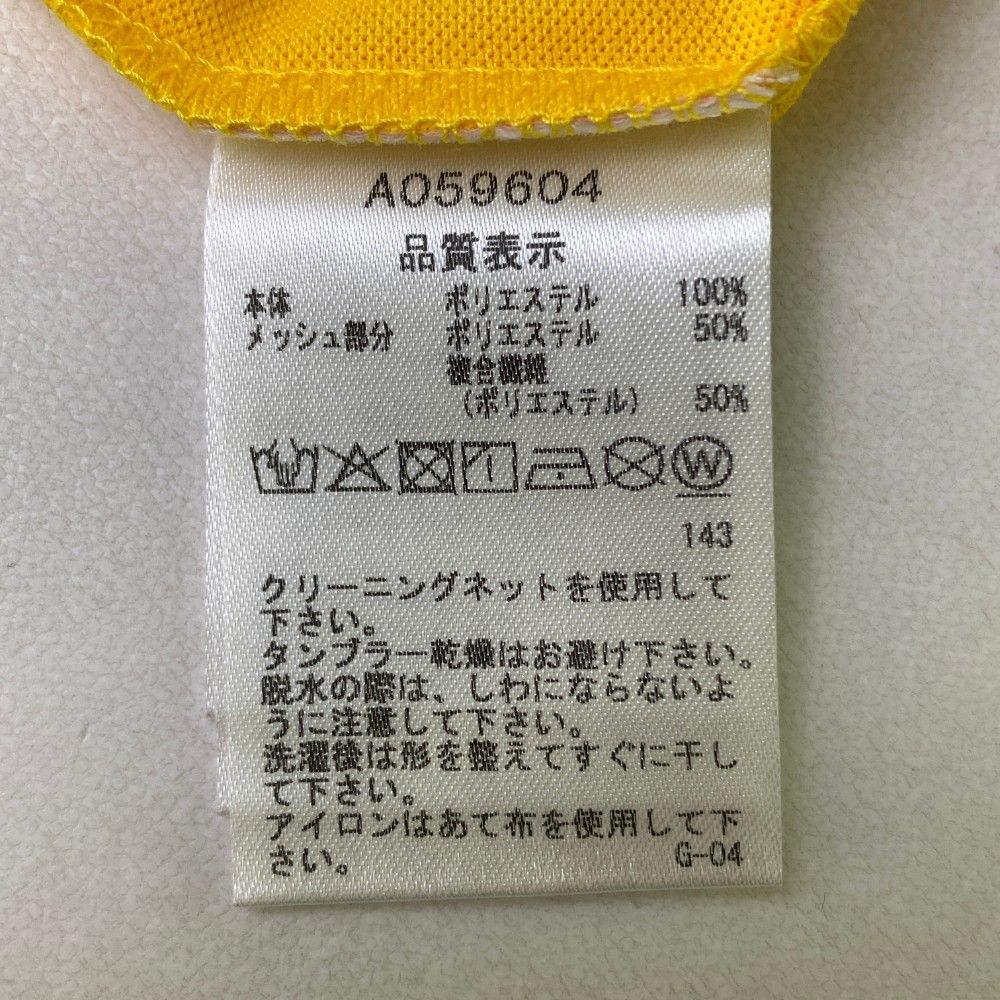 A059604
品質表示
本体 ポリエステル 100%
メッシュ部分 ポリエステル 50%
複合繊維
(ポリエステル) 50%
W
143
クリーニングネットを使用して
下さい。
タンブラー乾燥はお避け下さい。
脱水の際は、しわにならないよ
うに注意して下さい。
洗濯後は形を整えてすぐに干し
て下さい。
アイロンはあて布を使用して下
さい。 G-04